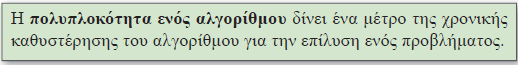 Η πολυπλοκότητα ενός αλγορίθμου δίνει ένα μέτρο της χρονικής
καθυστέρησης του αλγορίθμου για την επίλυση ενός προβλήματος.